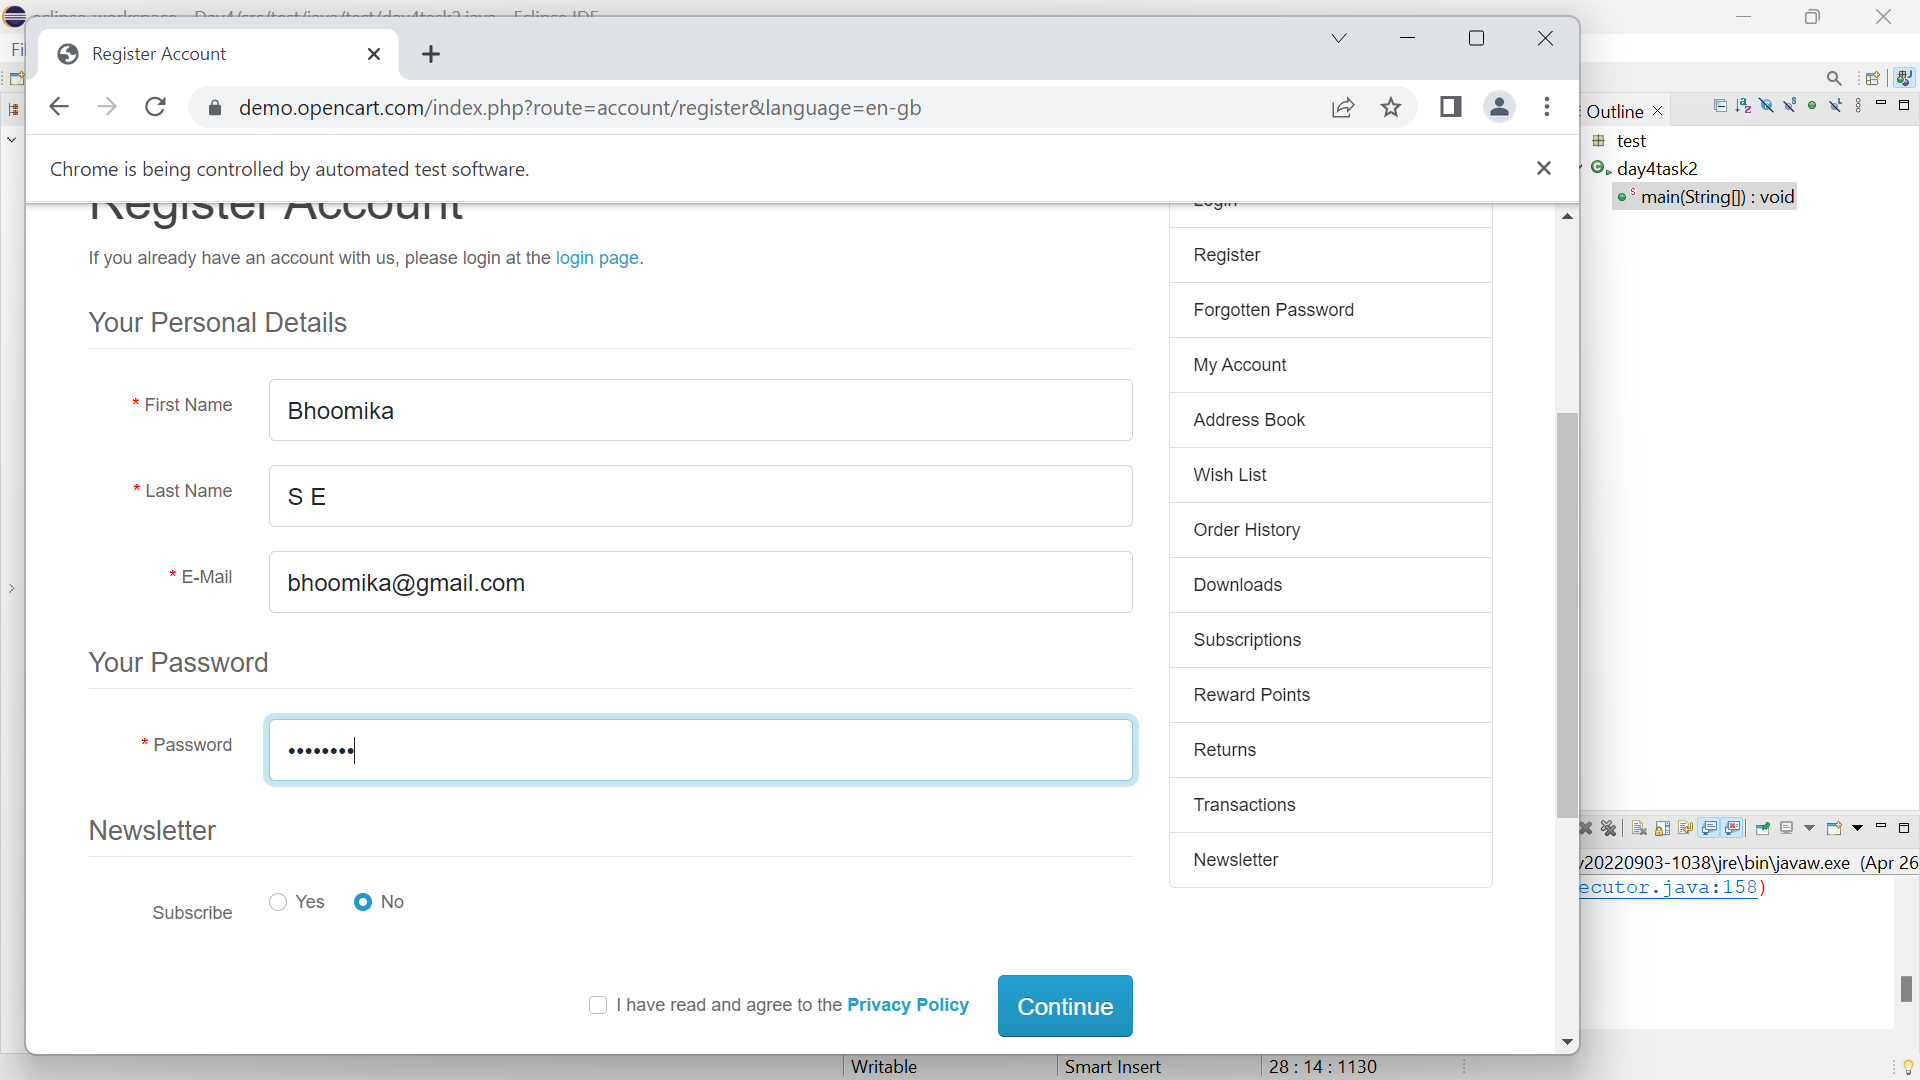 Register Account
demo.opencart.com/index.php?route=account/register&language=en-gb
Chrome is being controlled by automated test software.
Register Account
If you already have an account with us, please login at the login page.
Your Personal Details
* First Name
Bhoomika
* Last Name
S E
* E-Mail
bhoomika@gmail.com
Your Password
* Password
••••••••
Newsletter
Subscribe
Yes
No
I have read and agree to the Privacy Policy
Continue
Login
Register
Forgotten Password
My Account
Address Book
Wish List
Order History
Downloads
Subscriptions
Reward Points
Returns
Transactions
Newsletter
Outline
test
day4task2
main(String[]) : void
v20220903-1038\jre\bin\javaw.exe (Apr 26
ecutor.java:158)
Writable
Smart Insert
28 : 14 : 1130